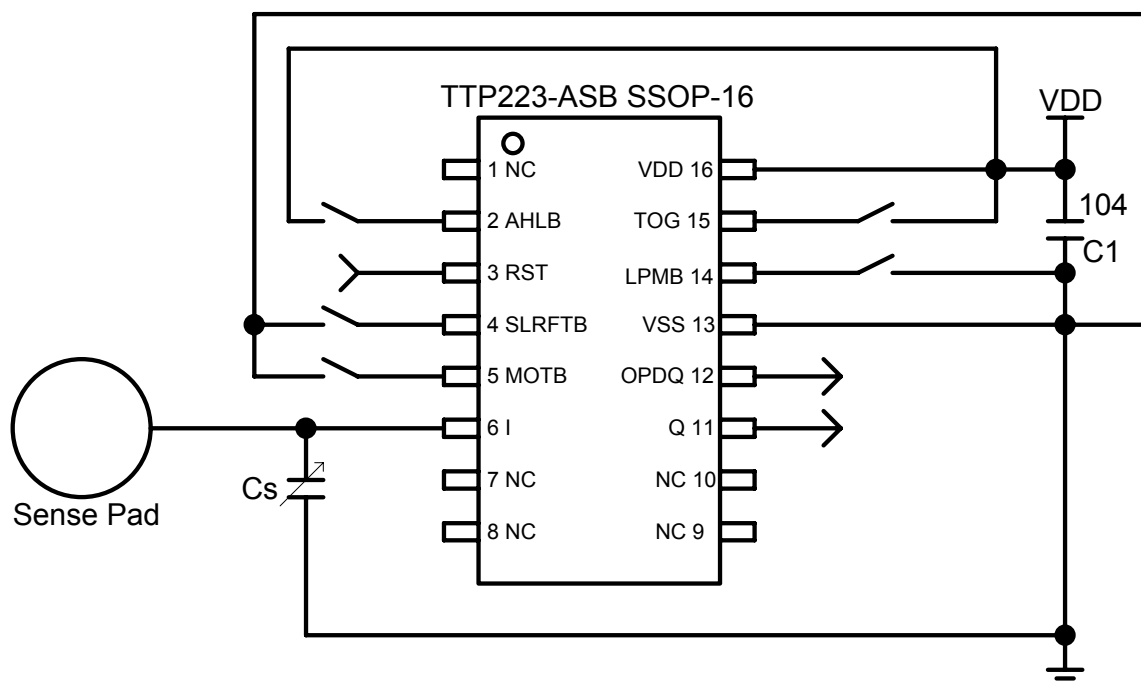 TTP223-ASB SSOP-16
VDD
1 NC
VDD 16
2 AHLB
TOG 15
104
C1
3 RST
LPMB 14
4 SLRFTB
VSS 13
5 MOTB
OPDQ 12
6 I
Q 11
Cs
7 NC
NC 10
Sense Pad
8 NC
NC 9